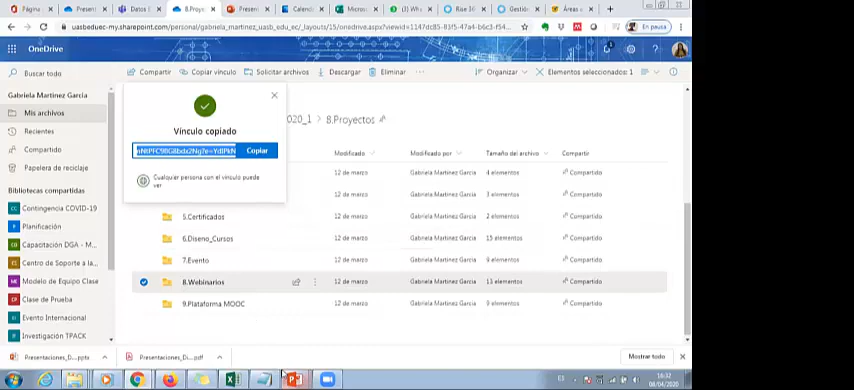 Página
Present
Datos
8.Proy
Present
Calend
Micros
(3) Wh
Rise 36
Gestión
Áreas
uasbeduec-my.sharepoint.com/personal/gabriela_martinez_uasb_edu_ec/_layouts/15/onedrive.aspx?viewid=1147dc85-83f5-47a4-b6c3-f54...
En pausa
OneDrive
Buscar todo
Compartir
Copiar vínculo
Solicitar archivos
Descargar
Eliminar
...
Organizar
Elementos seleccionados: 1
Gabriela Martinez Garcia
Mis archivos
Recientes
Compartido
Papelera de reciclaje
Bibliotecas compartidas
Contingencia COVID-19
Planificación
Capacitación DGA - M...
Centro de Soporte a la...
Modelo de Equipo Clase
Clase de Prueba
Evento Internacional
Investigación TPACK
Vínculo copiado
Copiar
Cualquier persona con el vínculo puede
ver
020_1 > 8.Proyectos
Modificado
Modificado por
Tamaño del archivo
Compartir
12 de marzo Gabriela Martinez Garcia 4 elementos Compartido
12 de marzo Gabriela Martinez Garcia 3 elementos Compartido
5.Certificados 12 de marzo Gabriela Martinez Garcia 2 elementos Compartido
6.Diseno_Cursos 12 de marzo Gabriela Martinez Garcia 15 elementos Compartido
7.Evento 12 de marzo Gabriela Martinez Garcia 9 elementos Compartido
8.Webinarios 12 de marzo Gabriela Martinez Garcia 13 elementos Compartido
9.Plataforma MOOC 12 de marzo Gabriela Martinez Garcia 9 elementos Compartido
Presentaciones_D....pptx
Presentaciones_Di....pdf
Mostrar todo
16:32
08/04/2020